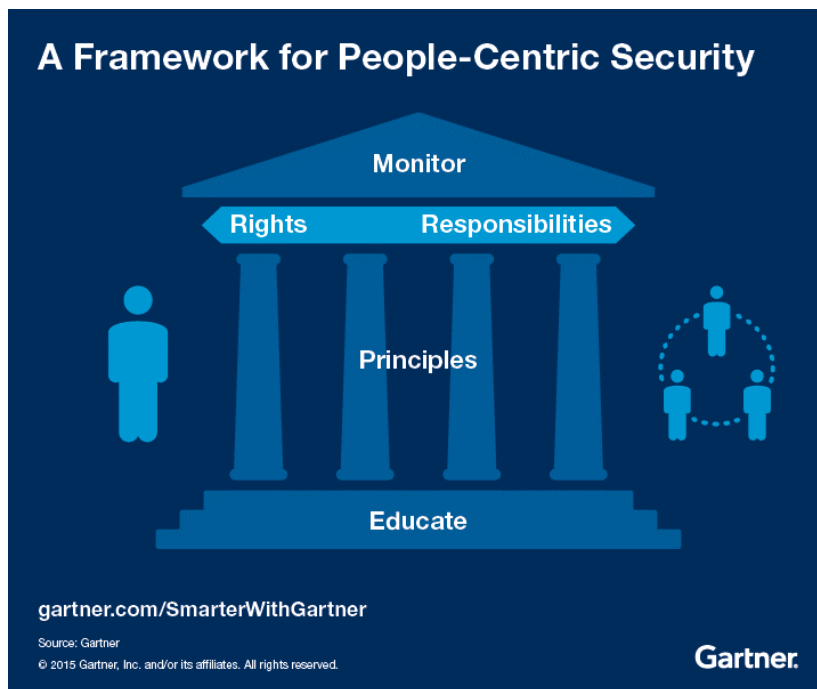 A Framework for People-Centric Security
Monitor
Rights Responsibilities
Principles
Educate
gartner.com/SmarterWithGartner
Source: Gartner
© 2015 Gartner, Inc. and/or its affiliates. All rights reserved.
Gartner.